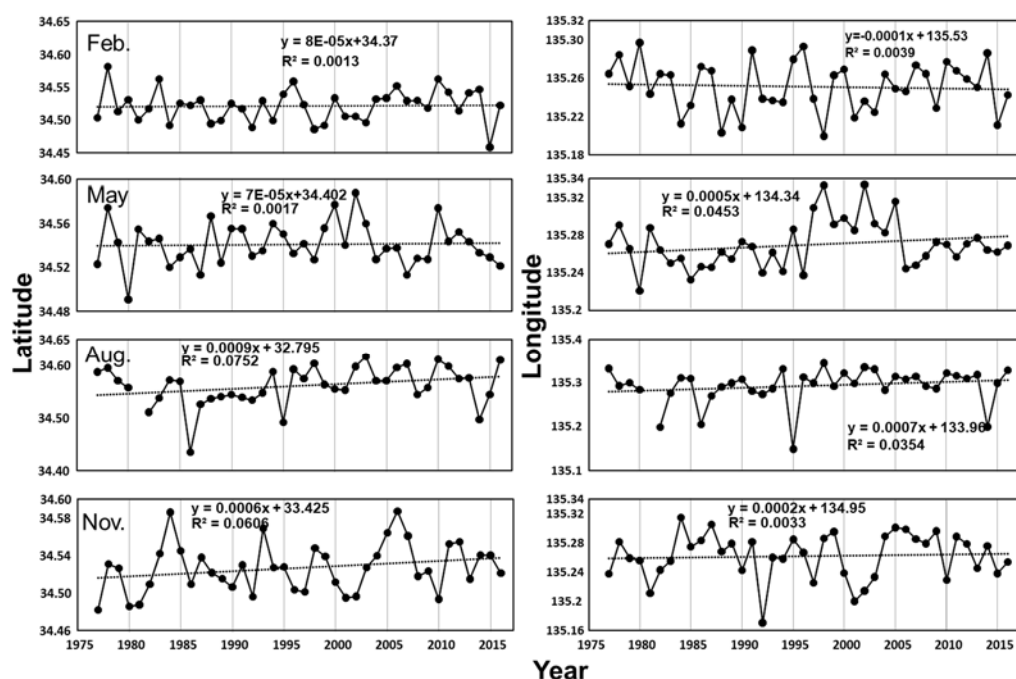 34.65
34.60
34.55
34.50
34.45
Feb.
y = 8E-05x+34.37
R² = 0.0013
135.32
135.30
135.26
135.22
135.18
y=-0.0001x + 135.53
R² = 0.0039
34.60
34.56
34.52
34.48
May
y = 7E-05x+34.402
R² = 0.0017
135.34
135.32
135.28
135.24
135.2
y = 0.0005x + 134.34
R² = 0.0453
Latitude
Longitude
34.65
34.60
34.50
34.40
Aug.
y = 0.0009x + 32.795
R² = 0.0752
135.4
135.3
135.2
135.1
y = 0.0007x + 133.96
R² = 0.0354
34.60
34.58
34.54
34.50
34.46
Nov.
y = 0.0006x + 33.425
R² = 0.0606
135.34
135.32
135.28
135.24
135.2
135.16
y = 0.0002x + 134.95
R² = 0.0033
1975 1980 1985 1990 1995 2000 2005 2010 2015
1975 1980 1985 1990 1995 2000 2005 2010 2015
Year